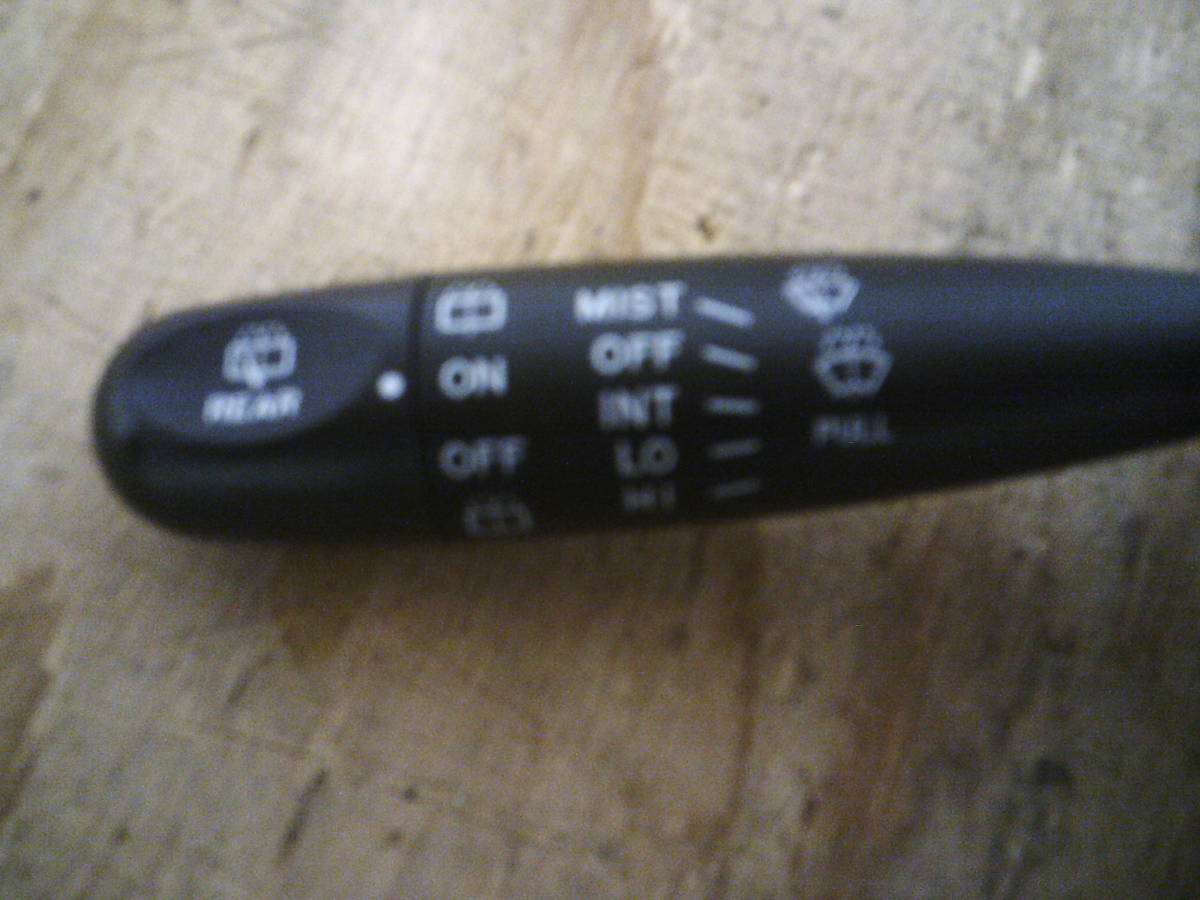 REAR
ON
OFF
MIST
OFF
INT
LO
HI
PULL